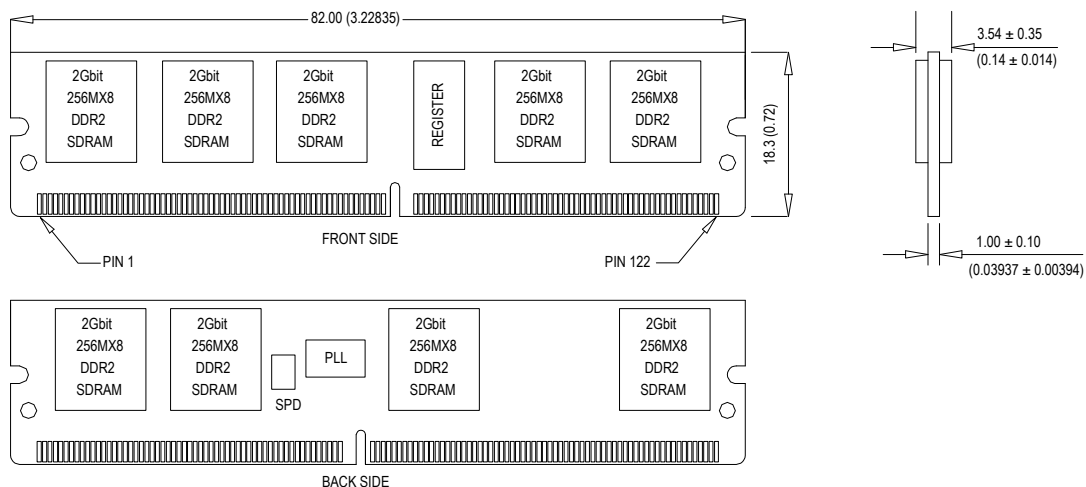 82.00 (3.22835)
3.54 ± 0.35
(0.14 ± 0.014)
2Gbit
256MX8
DDR2
SDRAM
2Gbit
256MX8
DDR2
SDRAM
2Gbit
256MX8
DDR2
SDRAM
REGISTER
2Gbit
256MX8
DDR2
SDRAM
2Gbit
256MX8
DDR2
SDRAM
18.3 (0.72)
FRONT SIDE
PIN 1
PIN 122
1.00 ± 0.10
(0.03937 ± 0.00394)
2Gbit
256MX8
DDR2
SDRAM
2Gbit
256MX8
DDR2
SDRAM
SPD
PLL
2Gbit
256MX8
DDR2
SDRAM
2Gbit
256MX8
DDR2
SDRAM
BACK SIDE